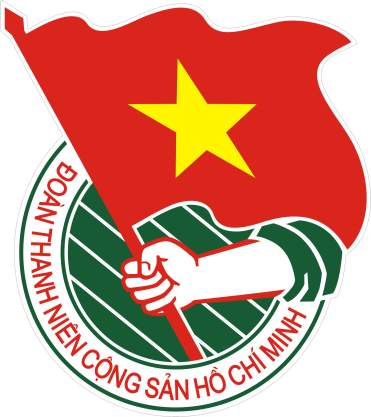 ĐOÀN THANH NIÊN CỘNG SẢN HỒ CHÍ MINH